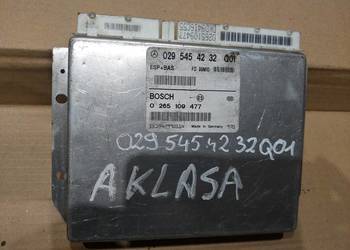 029 545 42 32 Q01
ESP+BAS
BOSCH
0 265 109 477
Made in Germany
029 545 42 32Q01
A KLASA